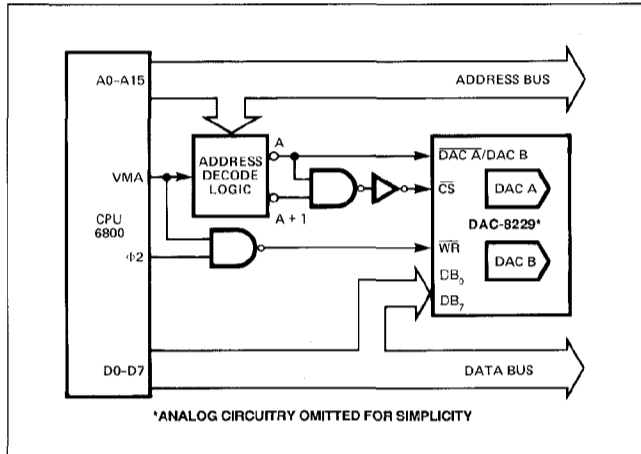 A0–A15
ADDRESS BUS
A
ADDRESS
DECODE
LOGIC
DAC A/DAC B
VMA
CS
DAC A
A + 1
CPU
6800
DAC-8229*
Φ2
WR
DAC B
DB0
DB7
D0–D7
DATA BUS
*ANALOG CIRCUITRY OMITTED FOR SIMPLICITY